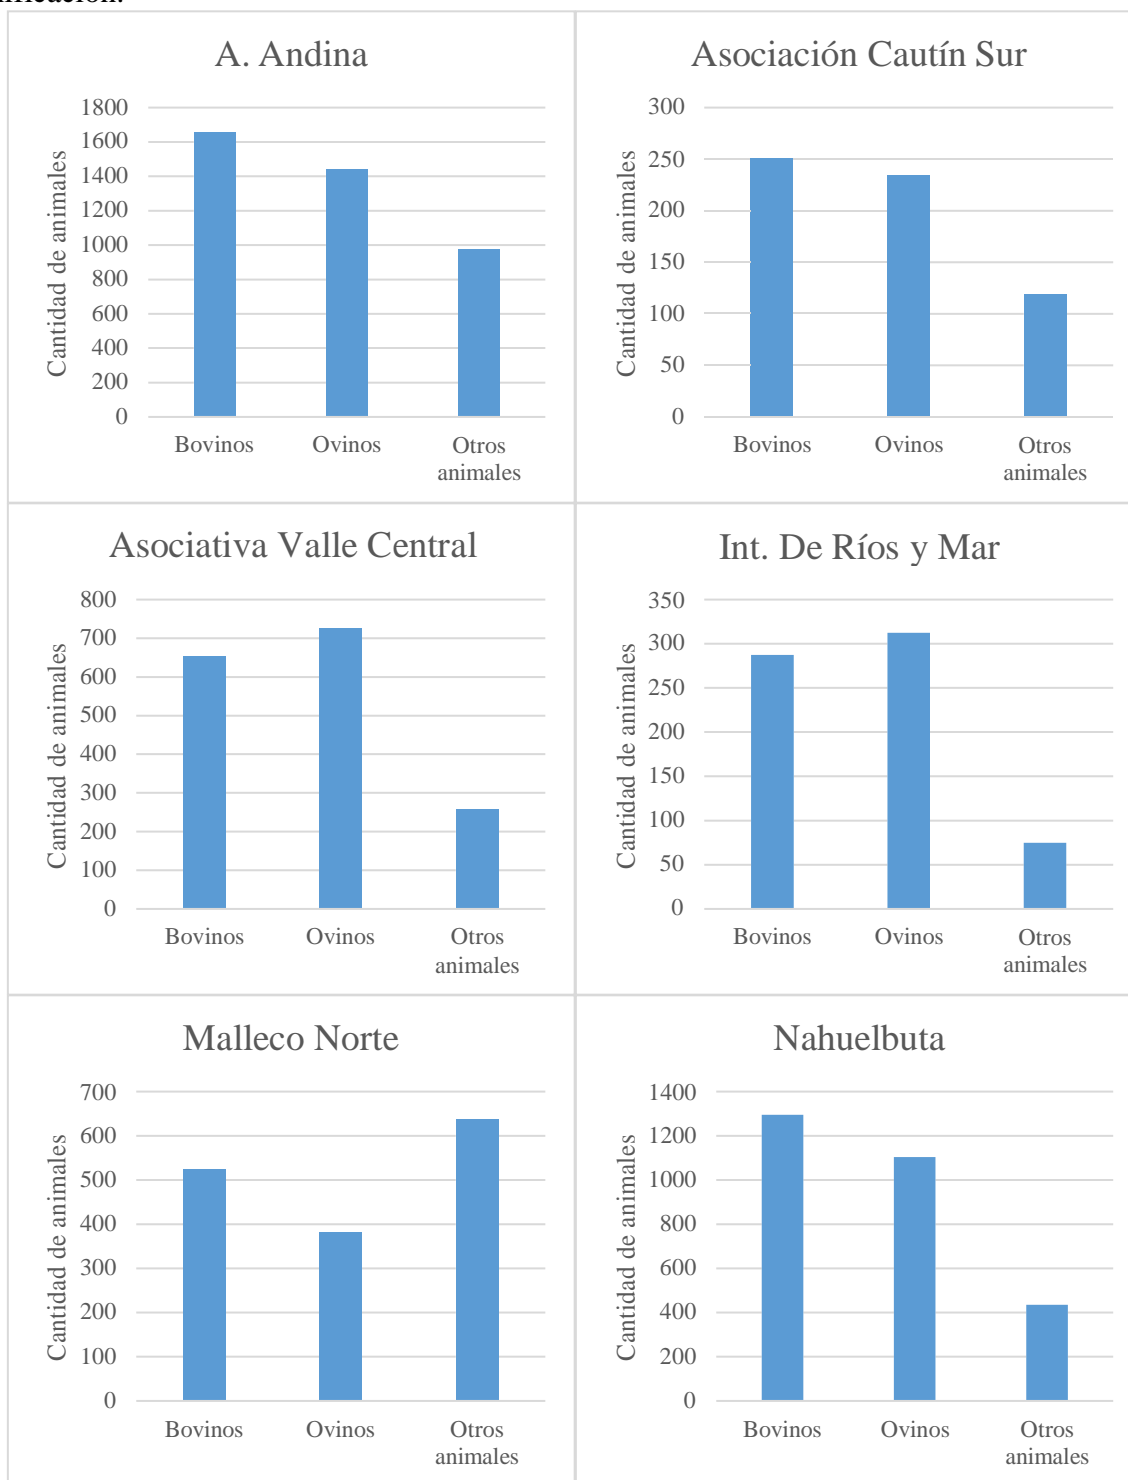 A. Andina
Cantidad de animales
1800
1600
1400
1200
1000
800
600
400
200
0
Bovinos
Ovinos
Otros
animales
Asociación Cautín Sur
Cantidad de animales
300
250
200
150
100
50
0
Bovinos
Ovinos
Otros
animales
Asociativa Valle Central
Cantidad de animales
800
700
600
500
400
300
200
100
0
Bovinos
Ovinos
Otros
animales
Int. De Ríos y Mar
Cantidad de animales
350
300
250
200
150
100
50
0
Bovinos
Ovinos
Otros
animales
Malleco Norte
Cantidad de animales
700
600
500
400
300
200
100
0
Bovinos
Ovinos
Otros
animales
Nahuelbuta
Cantidad de animales
1400
1200
1000
800
600
400
200
0
Bovinos
Ovinos
Otros
animales